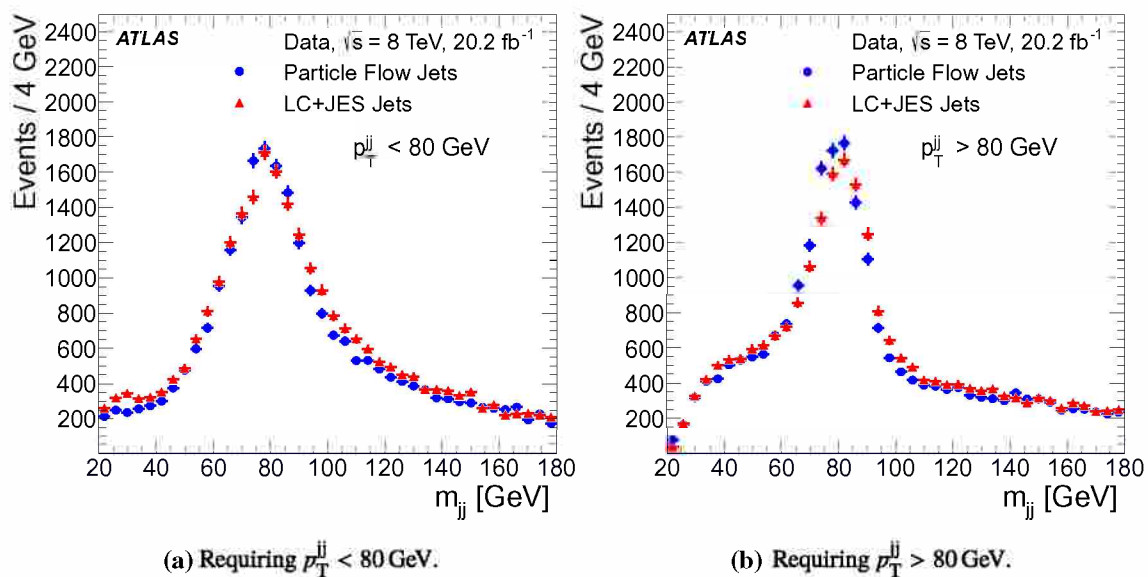 2400
2200
2000
1800
1600
1400
1200
1000
800
600
400
200
Events / 4 GeV
ATLAS
Data, √s = 8 TeV, 20.2 fb⁻¹
Particle Flow Jets
LC+JES Jets
p_T^jj < 80 GeV
20 40 60 80 100 120 140 160 180
m_jj [GeV]
(a) Requiring p_T^jj < 80 GeV.
2400
2200
2000
1800
1600
1400
1200
1000
800
600
400
200
Events / 4 GeV
ATLAS
Data, √s = 8 TeV, 20.2 fb⁻¹
Particle Flow Jets
LC+JES Jets
p_T^jj > 80 GeV
20 40 60 80 100 120 140 160 180
m_jj [GeV]
(b) Requiring p_T^jj > 80 GeV.